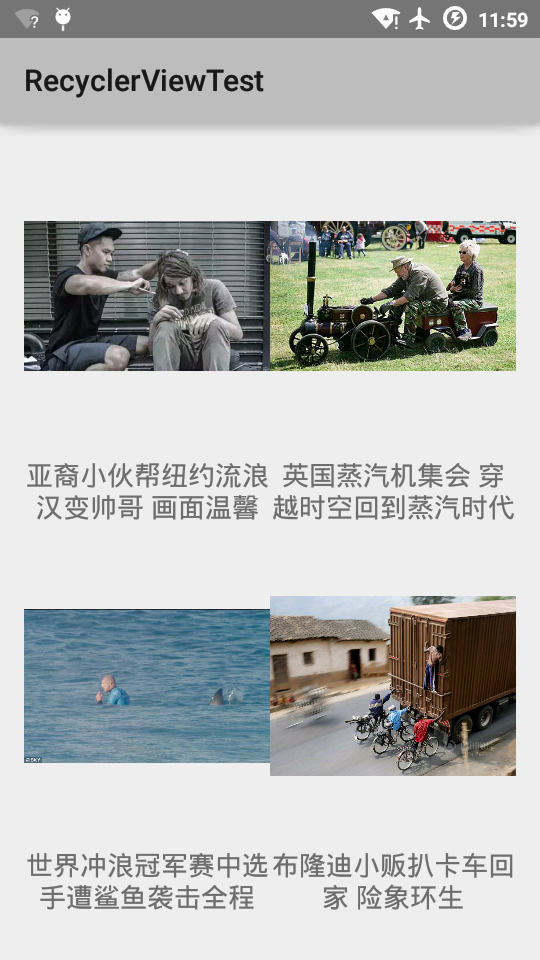 11:59
RecyclerViewTest
亚裔小伙帮纽约流浪
汉变帅哥 画面温馨
英国蒸汽机集会 穿
越时空回到蒸汽时代
©SKY
世界冲浪冠军赛中选
手遭鲨鱼袭击全程
布隆迪小贩扒卡车回
家 险象环生